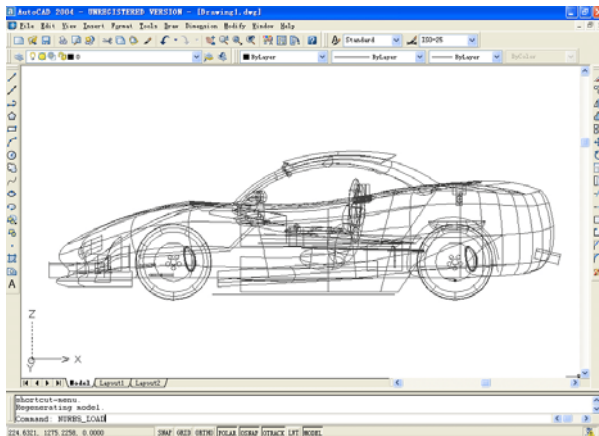 AutoCAD 2004 - UNREGISTERED VERSION - [Drawing1.dwg]
File Edit View Insert Format Tools Draw Dimension Modify Window Help
Standard ISO-25
0 ByLayer ByLayer ByLayer ByColor
A
Z
Y X
Model Layout1 Layout2
shortcut-menu.
Regenerating model.
Command: NURBS_LOAD
224.6321, 1275.2258, 0.0000 SNAP GRID ORTHO POLAR OSNAP OTRACK LWT MODEL